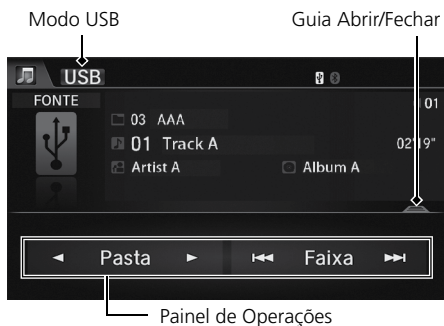 Modo USB
Guia Abrir/Fechar
USB
FONTE
01
03 AAA
01 Track A
02'19"
Artist A
Album A
Pasta
Faixa
Painel de Operações